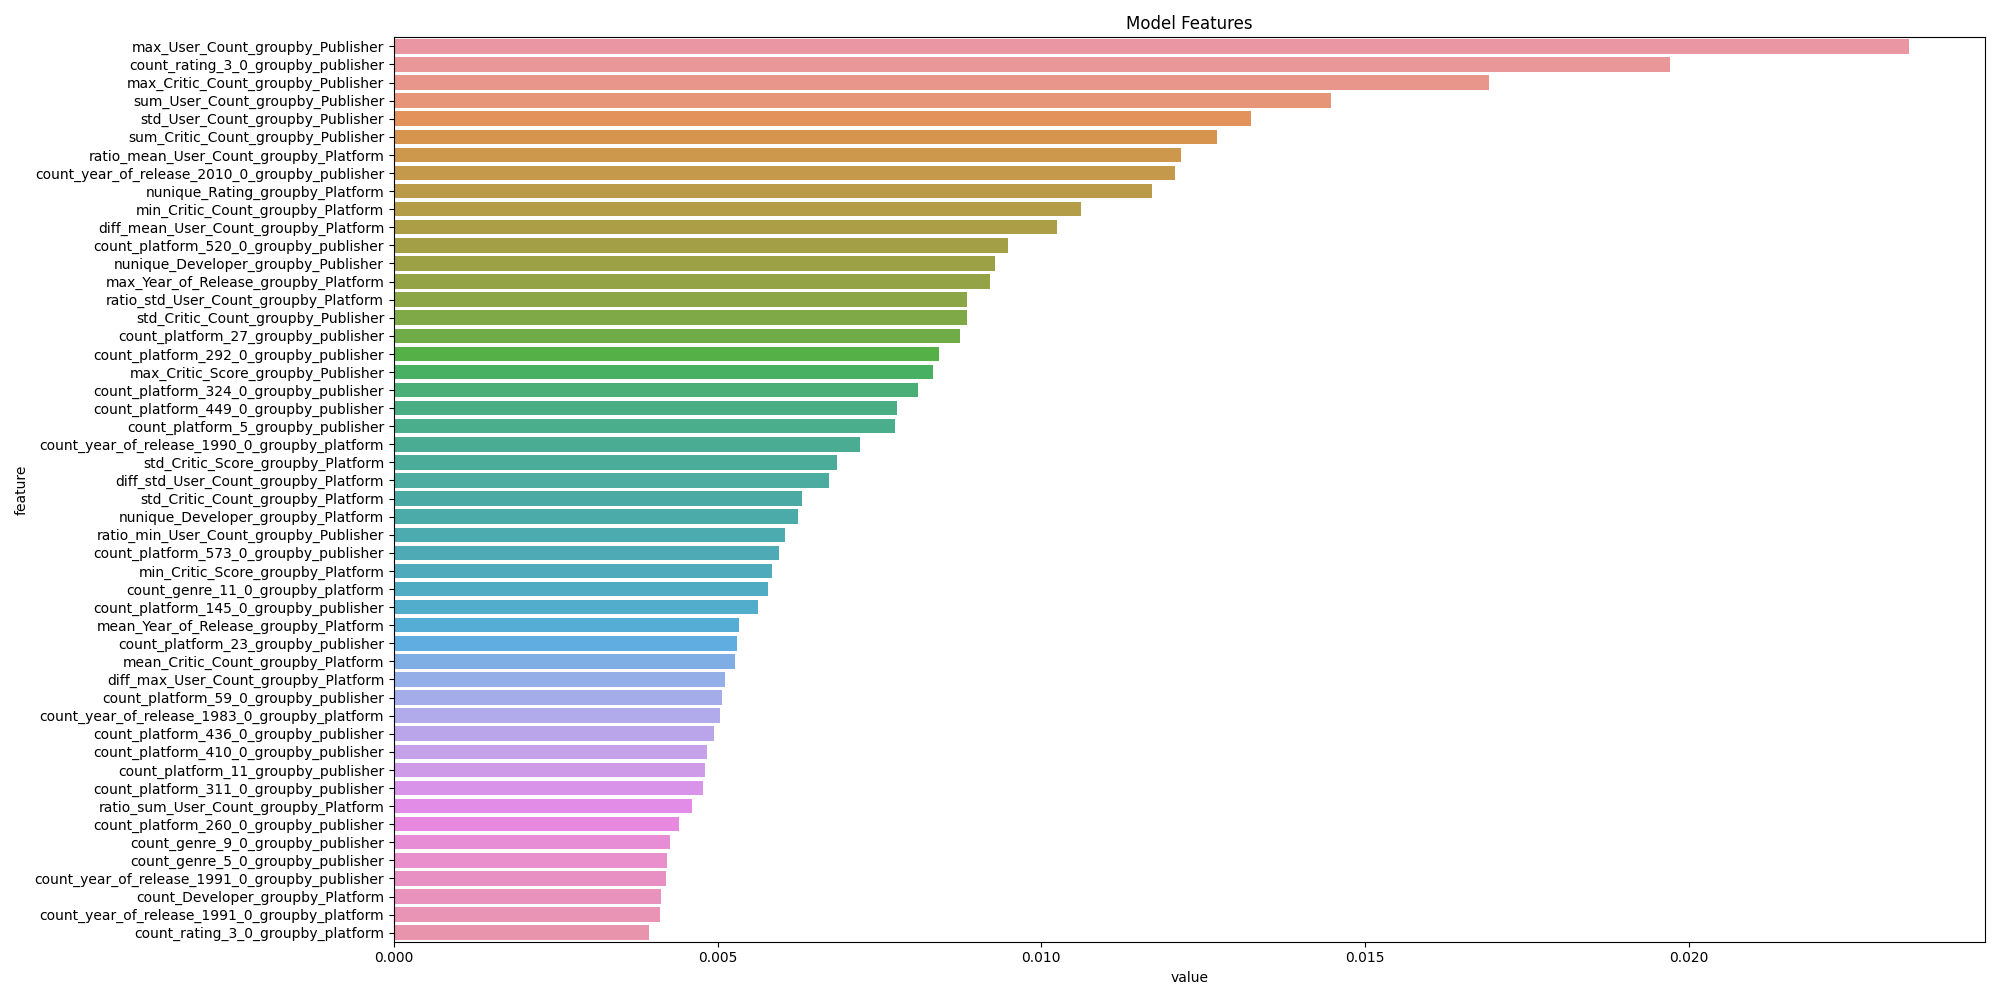 Model Features
max_User_Count_groupby_Publisher
count_rating_3_0_groupby_publisher
max_Critic_Count_groupby_Publisher
sum_User_Count_groupby_Publisher
std_User_Count_groupby_Publisher
sum_Critic_Count_groupby_Publisher
ratio_mean_User_Count_groupby_Platform
count_year_of_release_2010_0_groupby_publisher
nunique_Rating_groupby_Platform
min_Critic_Count_groupby_Platform
diff_mean_User_Count_groupby_Platform
count_platform_520_0_groupby_publisher
nunique_Developer_groupby_Publisher
max_Year_of_Release_groupby_Platform
ratio_std_User_Count_groupby_Platform
std_Critic_Count_groupby_Publisher
count_platform_27_groupby_publisher
count_platform_292_0_groupby_publisher
max_Critic_Score_groupby_Publisher
count_platform_324_0_groupby_publisher
count_platform_449_0_groupby_publisher
count_platform_5_groupby_publisher
count_year_of_release_1990_0_groupby_platform
std_Critic_Score_groupby_Platform
diff_std_User_Count_groupby_Platform
std_Critic_Count_groupby_Platform
nunique_Developer_groupby_Platform
ratio_min_User_Count_groupby_Publisher
count_platform_573_0_groupby_publisher
min_Critic_Score_groupby_Platform
count_genre_11_0_groupby_platform
count_platform_145_0_groupby_publisher
mean_Year_of_Release_groupby_Platform
count_platform_23_groupby_publisher
mean_Critic_Count_groupby_Platform
diff_max_User_Count_groupby_Platform
count_platform_59_0_groupby_publisher
count_year_of_release_1983_0_groupby_platform
count_platform_436_0_groupby_publisher
count_platform_410_0_groupby_publisher
count_platform_11_groupby_publisher
count_platform_311_0_groupby_publisher
ratio_sum_User_Count_groupby_Platform
count_platform_260_0_groupby_publisher
count_genre_9_0_groupby_publisher
count_genre_5_0_groupby_publisher
count_year_of_release_1991_0_groupby_publisher
count_Developer_groupby_Platform
count_year_of_release_1991_0_groupby_platform
count_rating_3_0_groupby_platform
feature
0.000 0.005 0.010 0.015 0.020
value